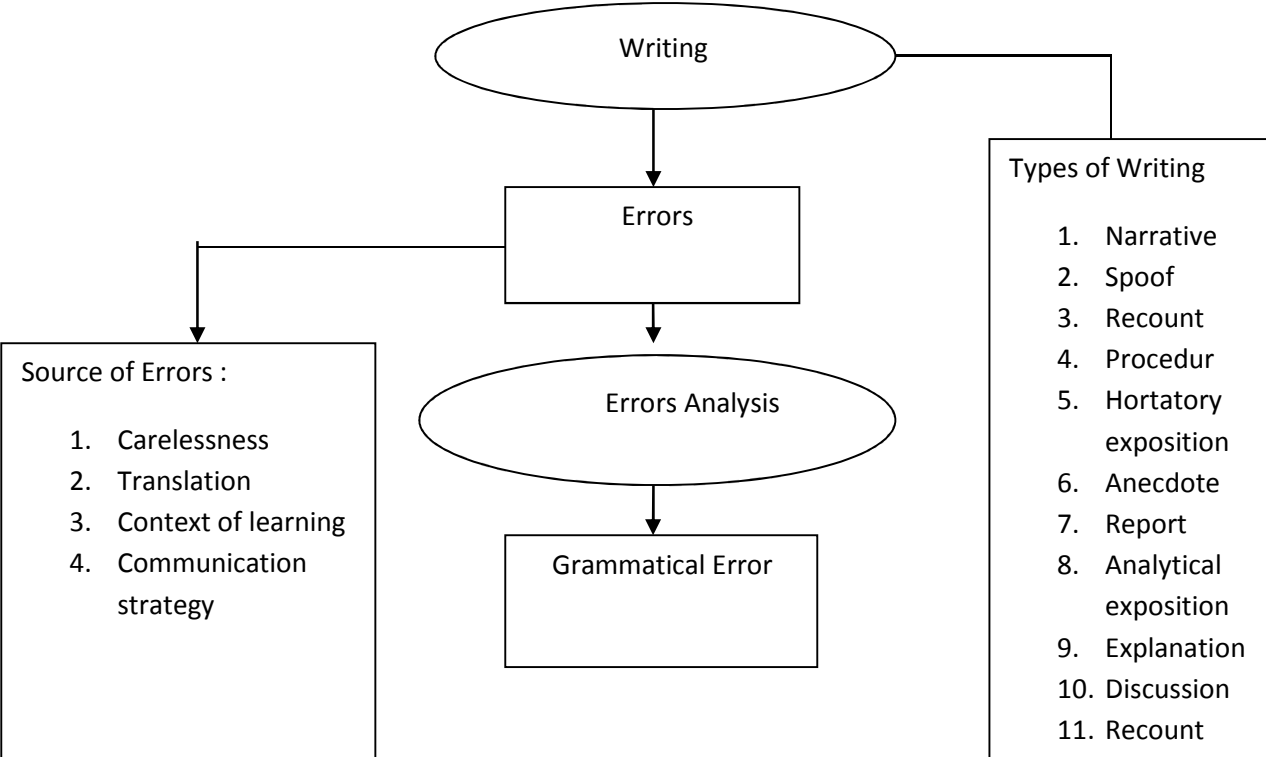 Writing
Errors
Source of Errors :
1. Carelessness
2. Translation
3. Context of learning
4. Communication
strategy
Errors Analysis
Grammatical Error
Types of Writing
1. Narrative
2. Spoof
3. Recount
4. Procedur
5. Hortatory
exposition
6. Anecdote
7. Report
8. Analytical
exposition
9. Explanation
10. Discussion
11. Recount